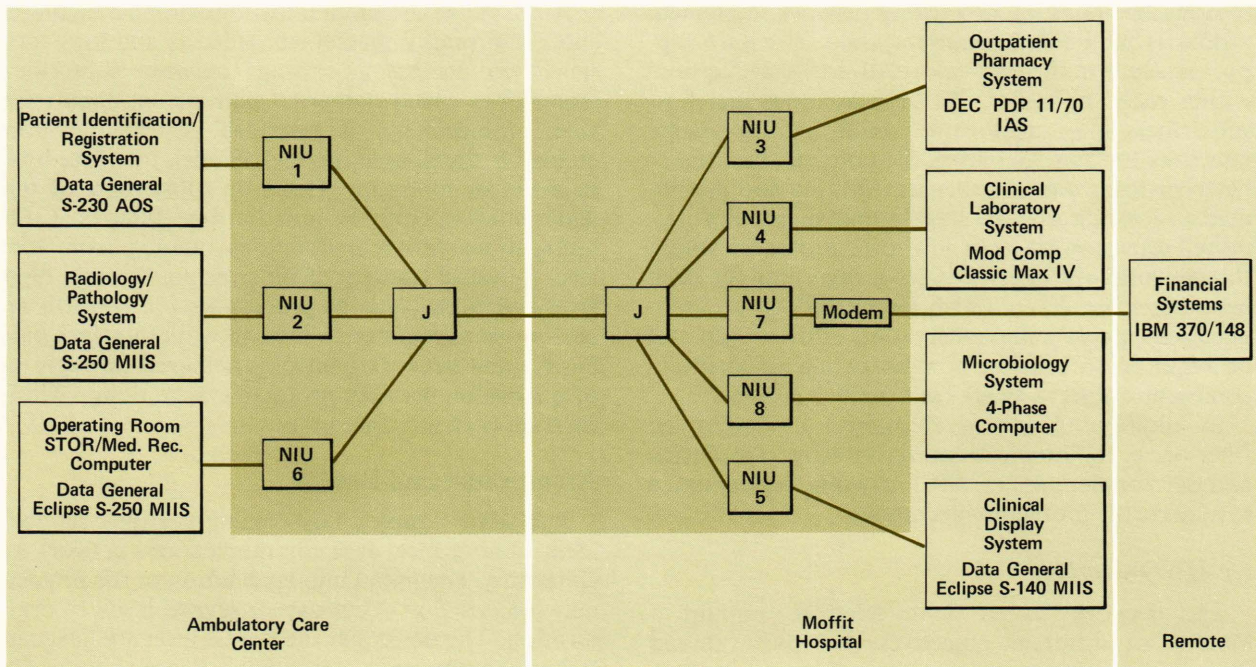 Patient Identification/
Registration
System
Data General
S-230 AOS
NIU
1
Radiology/
Pathology
System
Data General
S-250 MIIS
NIU
2
Operating Room
STOR/Med. Rec.
Computer
Data General
Eclipse S-250 MIIS
NIU
6
J
J
NIU
3
Outpatient
Pharmacy
System
DEC PDP 11/70
IAS
NIU
4
Clinical
Laboratory
System
Mod Comp
Classic Max IV
NIU
7
Modem
Financial
Systems
IBM 370/148
NIU
8
Microbiology
System
4-Phase
Computer
NIU
5
Clinical
Display
System
Data General
Eclipse S-140 MIIS
Ambulatory Care
Center
Moffit
Hospital
Remote